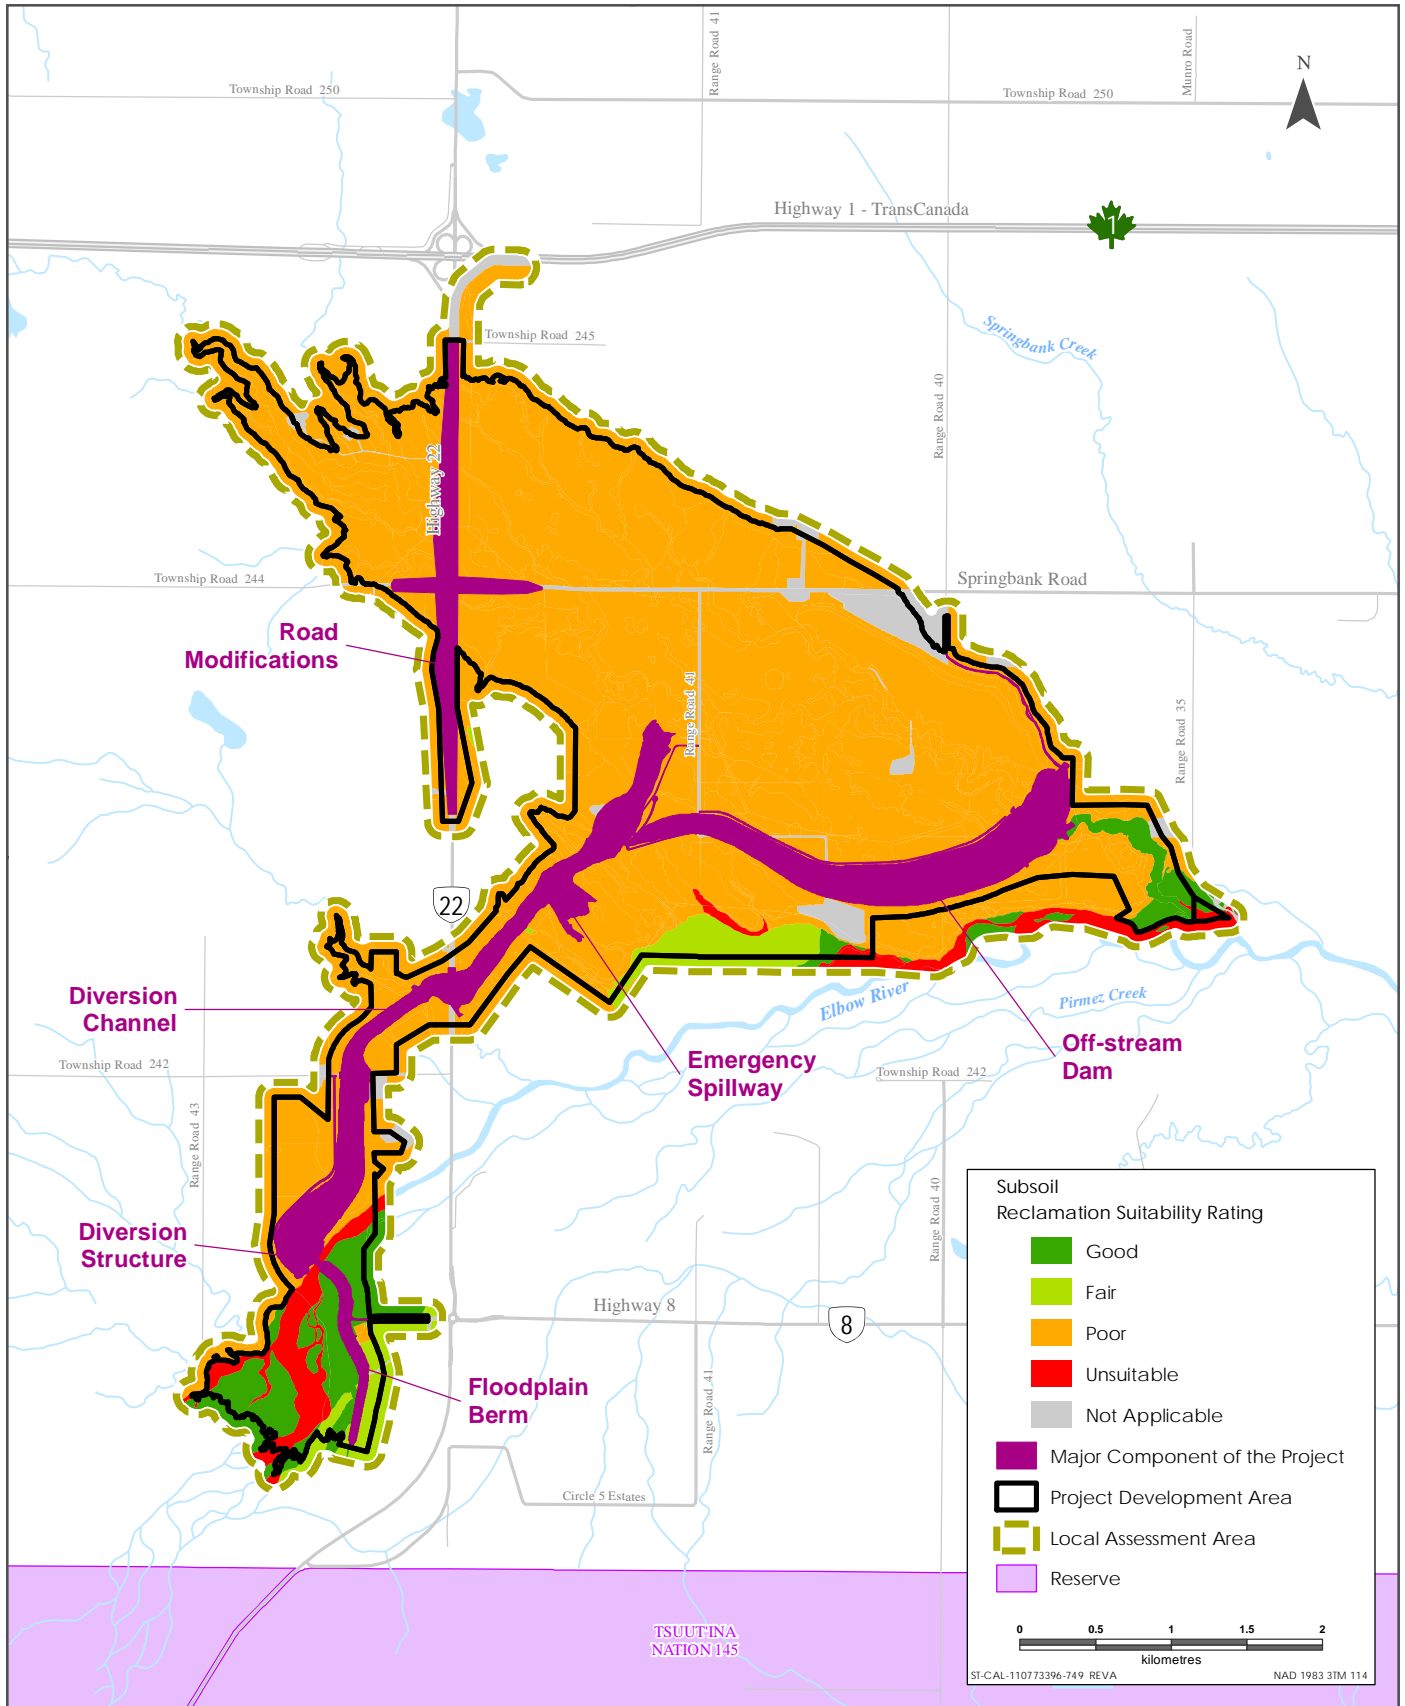 Range Road 41
Munro Road
Township Road 250
Township Road 250
N
Highway 1 - TransCanada
1
Township Road 245
Springbank Creek
Range Road 40
Highway 22
Township Road 244
Springbank Road
Road
Modifications
Range Road 41
Range Road 35
22
Diversion
Channel
Elbow River
Pirmez Creek
Emergency
Spillway
Off-stream
Dam
Township Road 242
Township Road 242
Range Road 43
Range Road 40
Diversion
Structure
Highway 8
8
Floodplain
Berm
Range Road 41
Circle 5 Estates
TSUUT'INA
NATION 145
Subsoil
Reclamation Suitability Rating
Good
Fair
Poor
Unsuitable
Not Applicable
Major Component of the Project
Project Development Area
Local Assessment Area
Reserve
0 0.5 1 1.5 2
kilometres
ST-CAL-110773396-749 REVA NAD 1983 3TM 114